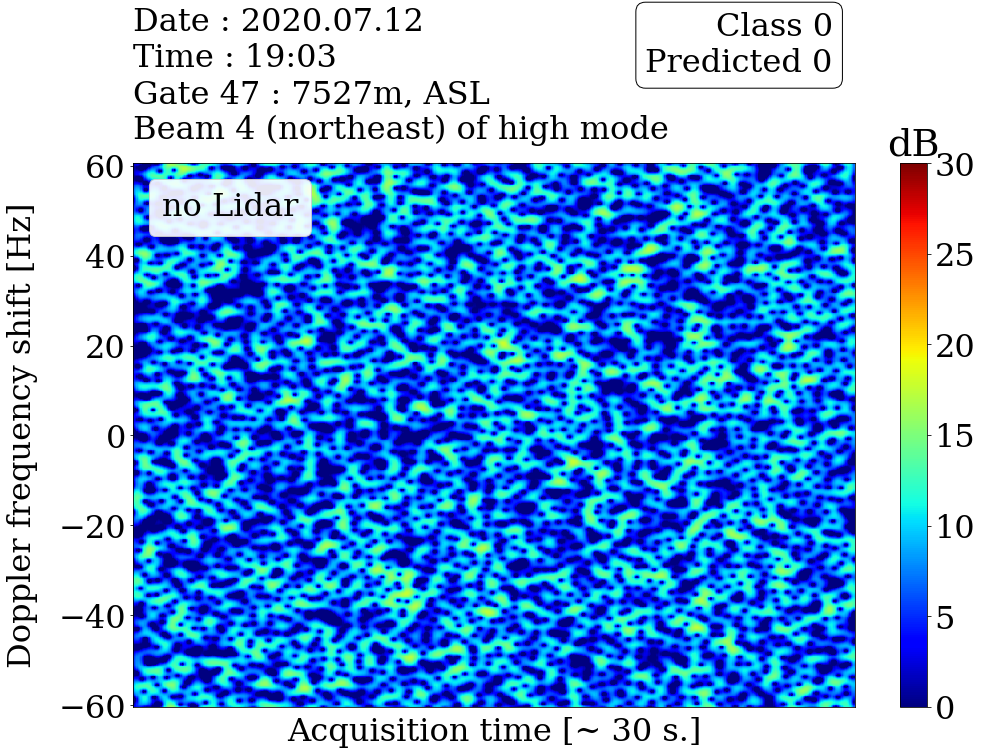 Date : 2020.07.12
Time : 19:03
Gate 47 : 7527m, ASL
Beam 4 (northeast) of high mode
Class 0
Predicted 0
dB
no Lidar
Doppler frequency shift [Hz]
60
40
20
0
−20
−40
−60
Acquisition time [~ 30 s.]
30
25
20
15
10
5
0